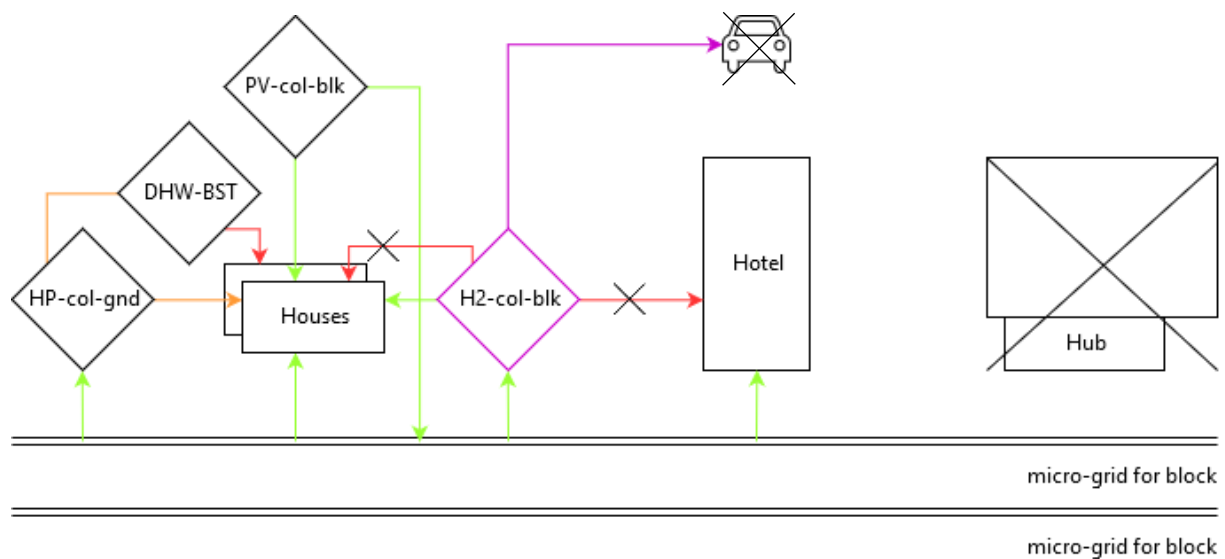 PV-col-blk
DHW-BST
HP-col-gnd
Houses
H2-col-blk
Hotel
Hub
micro-grid for block
micro-grid for block